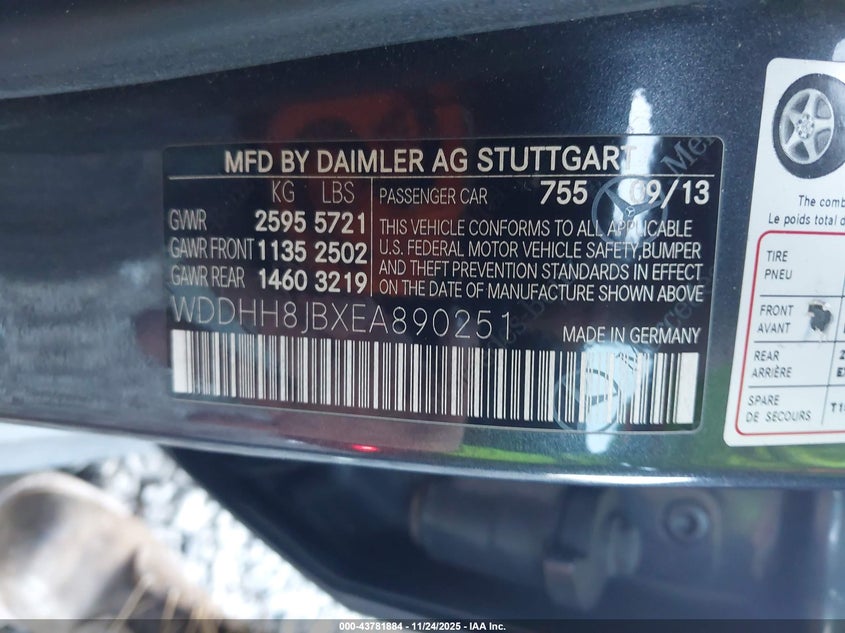 MFD BY DAIMLER AG STUTTGART
KG LBS
GVWR 2595 5721
GAWR FRONT 1135 2502
GAWR REAR 1460 3219
PASSENGER CAR 755 09/13
THIS VEHICLE CONFORMS TO ALL APPLICABLE
U.S. FEDERAL MOTOR VEHICLE SAFETY, BUMPER
AND THEFT PREVENTION STANDARDS IN EFFECT
ON THE DATE OF MANUFACTURE SHOWN ABOVE
WDDHH8JBXEA890251
MADE IN GERMANY
The comb
Le poids total d
TIRE
PNEU
FRONT
AVANT
REAR
ARRIÈRE
SPARE
DE SECOURS
000-43781884 | 11/24/2025 | IAA Inc.